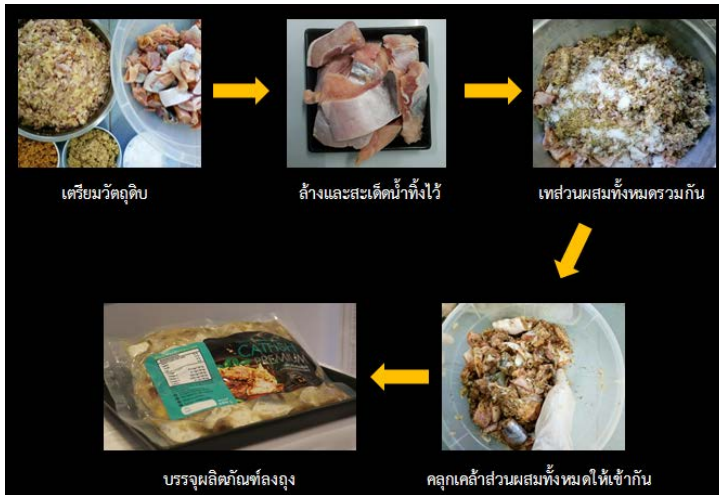 เตรียมวัตถุดิบ
ล้างและสะเด็ดน้ำทิ้งไว้
เทส่วนผสมทั้งหมดรวมกัน
CATFISH
PREMIUM
บรรจุผลิตภัณฑ์ลงถุง
คลุกเคล้าส่วนผสมทั้งหมดให้เข้ากัน